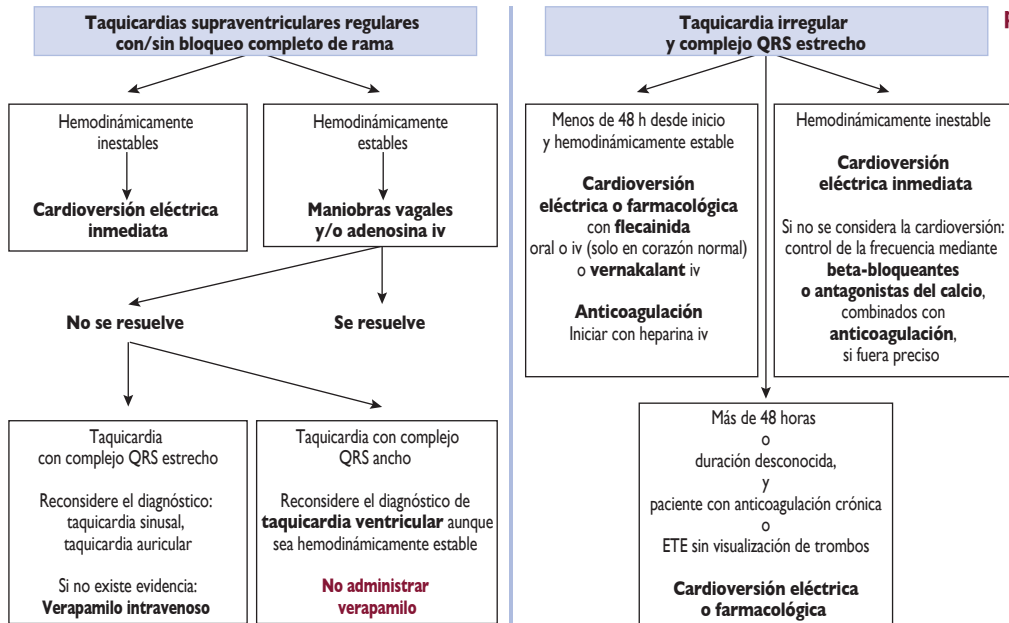 Taquicardias supraventriculares regulares
con/sin bloqueo completo de rama
Hemodinámicamente
inestables
Cardioversión eléctrica
inmediata
Hemodinámicamente
estables
Maniobras vagales
y/o adenosina iv
No se resuelve
Se resuelve
Taquicardia
con complejo QRS estrecho
Reconsidere el diagnóstico:
taquicardia sinusal,
taquicardia auricular
Si no existe evidencia:
Verapamilo intravenoso
Taquicardia con complejo
QRS ancho
Reconsidere el diagnóstico de
taquicardia ventricular aunque
sea hemodinámicamente estable
No administrar
verapamilo
Taquicardia irregular
y complejo QRS estrecho
Menos de 48 h desde inicio
y hemodinámicamente estable
Cardioversión
eléctrica o farmacológica
con flecainida
oral o iv (solo en corazón normal)
o vernakalant iv
Anticoagulación
Iniciar con heparina iv
Hemodinámicamente inestable
Cardioversión
eléctrica inmediata
Si no se considera la cardioversión:
control de la frecuencia mediante
beta-bloqueantes
o antagonistas del calcio,
combinados con
anticoagulación,
si fuera preciso
Más de 48 horas
o
duración desconocida,
y
paciente con anticoagulación crónica
o
ETE sin visualización de trombos
Cardioversión eléctrica
o farmacológica